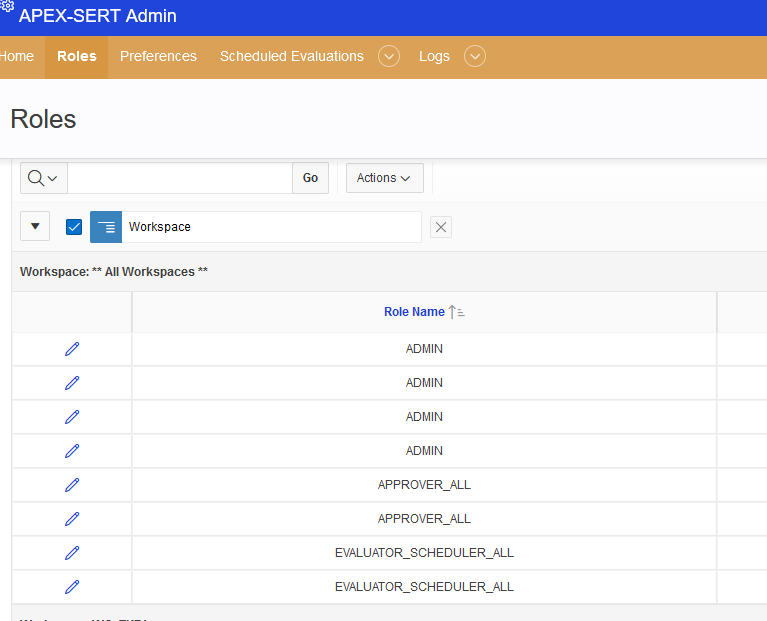 APEX-SERT Admin
Home Roles Preferences Scheduled Evaluations Logs
Roles
Go Actions
Workspace
Workspace: ** All Workspaces **
Role Name
ADMIN
ADMIN
ADMIN
ADMIN
APPROVER_ALL
APPROVER_ALL
EVALUATOR_SCHEDULER_ALL
EVALUATOR_SCHEDULER_ALL